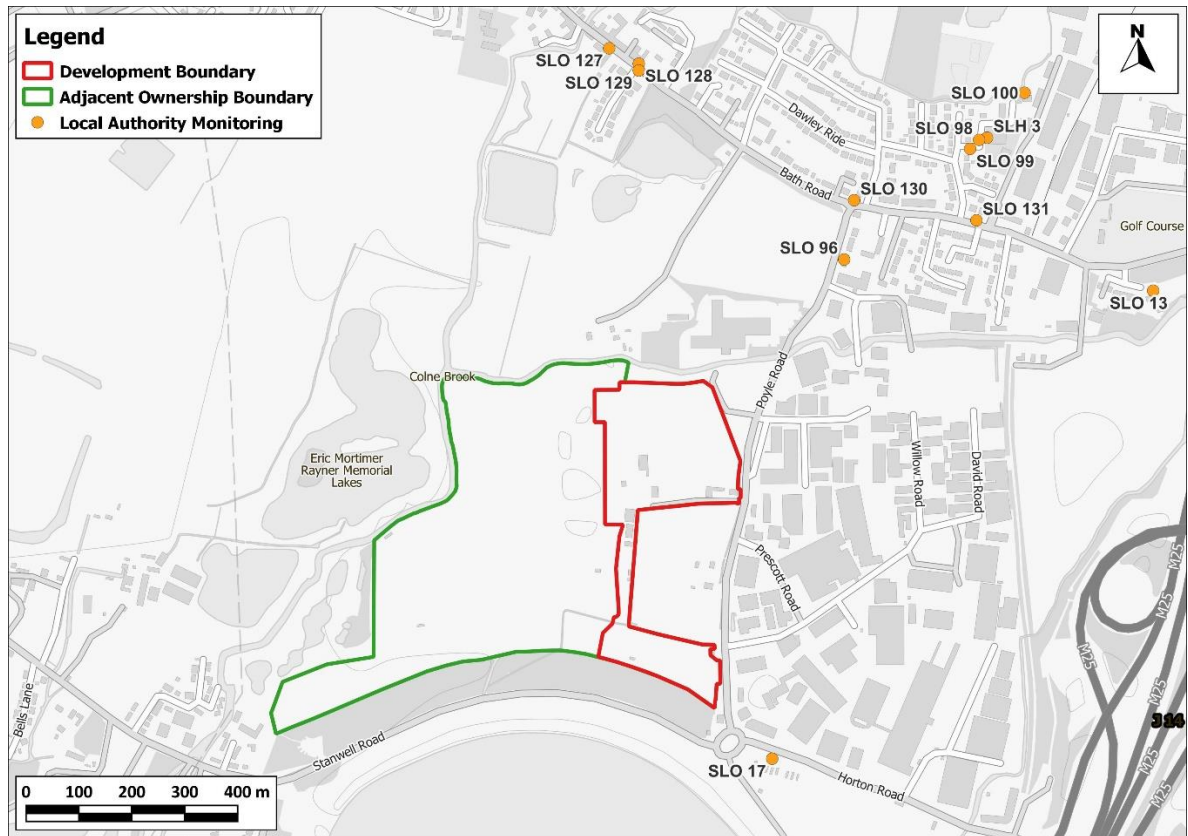 Legend
Development Boundary
Adjacent Ownership Boundary
Local Authority Monitoring
N
SLO 127
SLO 129
SLO 128
SLO 100
SLO 98
SLH 3
SLO 99
Dawley Ride
Bath Road
SLO 130
SLO 131
Golf Course
SLO 96
SLO 13
Colne Brook
Poyle Road
Eric Mortimer
Rayner Memorial
Lakes
Willow Road
David Road
Prescott Road
M25
M25
M25
M25
M25
J 14
Bells Lane
Stanwell Road
SLO 17
Horton Road
0 100 200 300 400 m